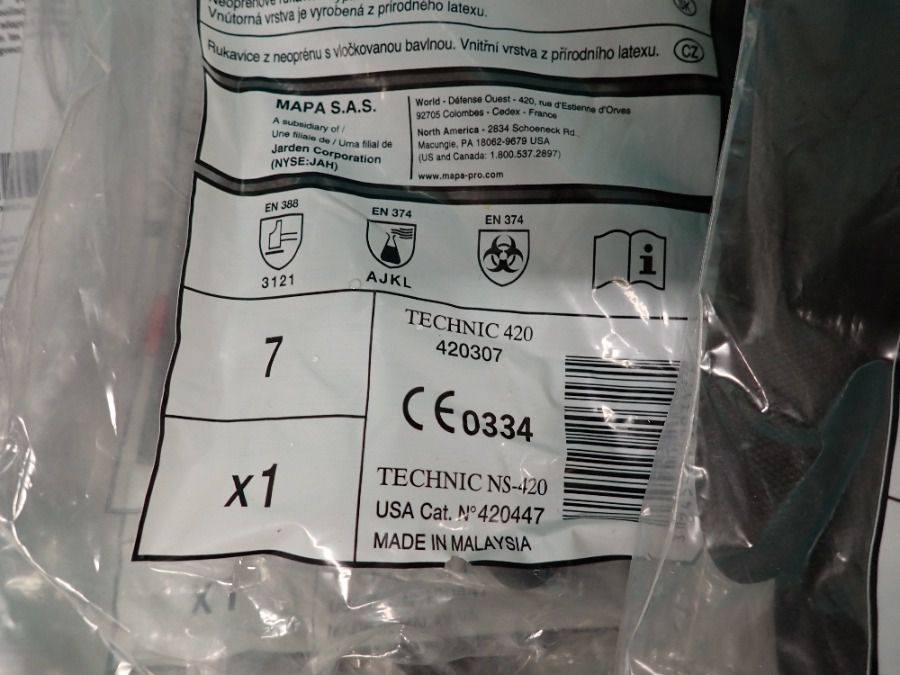 Vnútorná vrstva je vyrobená z prírodného latexu.
SK
Rukavice z neoprénu s vločkovanou bavlnou. Vnitřní vrstva z přírodního latexu.
CZ
MAPA S.A.S.
A subsidiary of /
Une filiale de / Uma filial de
Jarden Corporation
(NYSE:JAH)
World - Défense Ouest - 420, rue d'Estienne d'Orves
92705 Colombes - Cedex - France
North America - 2834 Schoeneck Rd.
Macungie, PA 18062-9679 USA
(US and Canada: 1.800.537.2897)
www.mapa-pro.com
EN 388
3121
EN 374
AJKL
EN 374
i
7
x1
TECHNIC 420
420307
CE0334
TECHNIC NS-420
USA Cat. N°420447
MADE IN MALAYSIA
x1